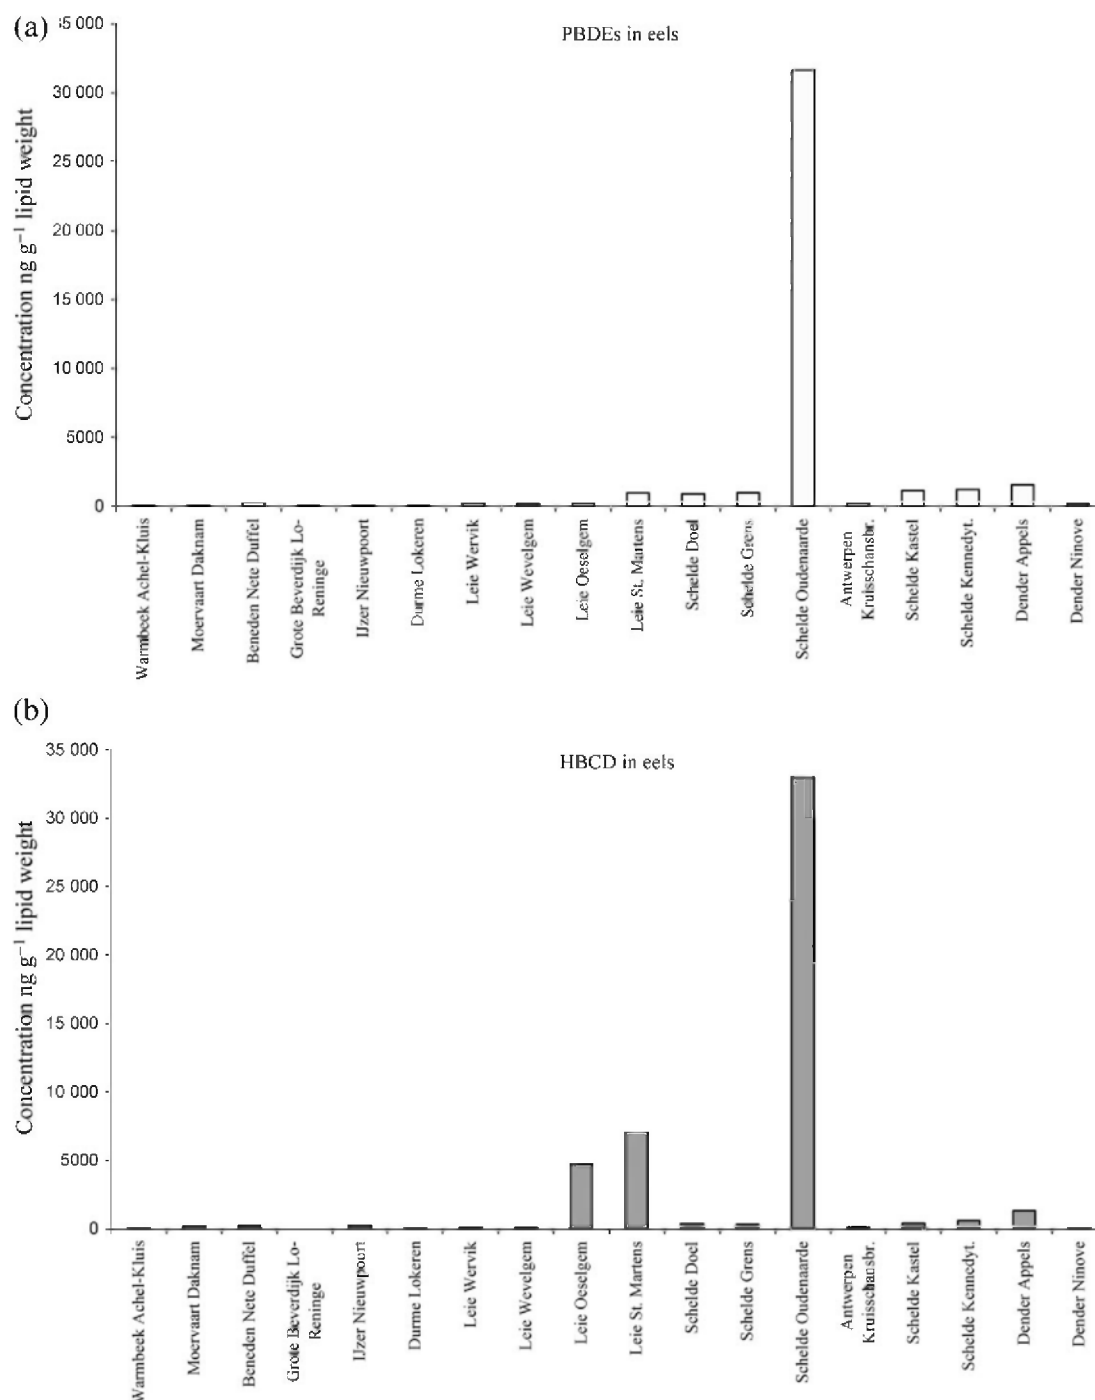 (a)
35 000
PBDEs in eels
30 000
25 000
20 000
15 000
10 000
5000
0
Concentration ng g⁻¹ lipid weight
Warmbeek Achel-Kluis
Moervaart Daknam
Beneden Nete Duffel
Grote Beverdijk Lo-
Reninge
IJzer Nieuwpoort
Durme Lokeren
Leie Wervik
Leie Wevelgem
Leie Oeselgem
Leie St. Martens
Schelde Doel
Schelde Grens
Schelde Oudenaarde
Antwerpen
Kruisschansbr.
Schelde Kastel
Schelde Kennedyt.
Dender Appels
Dender Ninove
(b)
35 000
HBCD in eels
30 000
25 000
20 000
15 000
10 000
5000
0
Concentration ng g⁻¹ lipid weight
Warmbeek Achel-Kluis
Moervaart Daknam
Beneden Nete Duffel
Grote Beverdijk Lo-
Reninge
IJzer Nieuwpoort
Durme Lokeren
Leie Wervik
Leie Wevelgem
Leie Oeselgem
Leie St. Martens
Schelde Doel
Schelde Grens
Schelde Oudenaarde
Antwerpen
Kruisschansbr.
Schelde Kastel
Schelde Kennedyt.
Dender Appels
Dender Ninove